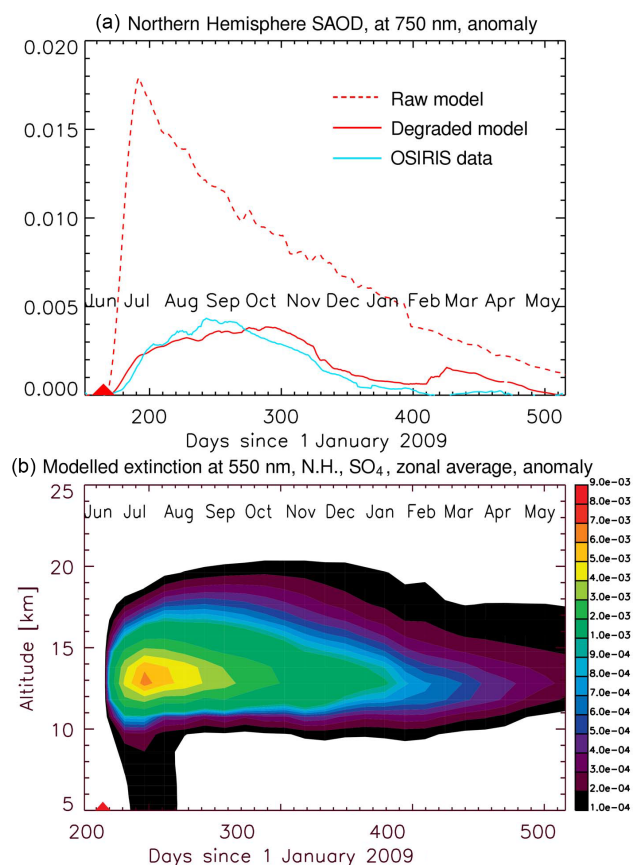 (a) Northern Hemisphere SAOD, at 750 nm, anomaly
0.020
0.015
0.010
0.005
0.000
Raw model
Degraded model
OSIRIS data
Jun Jul Aug Sep Oct Nov Dec Jan Feb Mar Apr May
200 300 400 500
Days since 1 January 2009
(b) Modelled extinction at 550 nm, N.H., SO₄, zonal average, anomaly
25
20
15
10
5
Altitude [km]
Jun Jul Aug Sep Oct Nov Dec Jan Feb Mar Apr May
200 300 400 500
Days since 1 January 2009
9.0e-03
8.0e-03
7.0e-03
6.0e-03
5.0e-03
4.0e-03
3.0e-03
2.0e-03
1.0e-03
9.0e-04
8.0e-04
7.0e-04
6.0e-04
5.0e-04
4.0e-04
3.0e-04
2.0e-04
1.0e-04